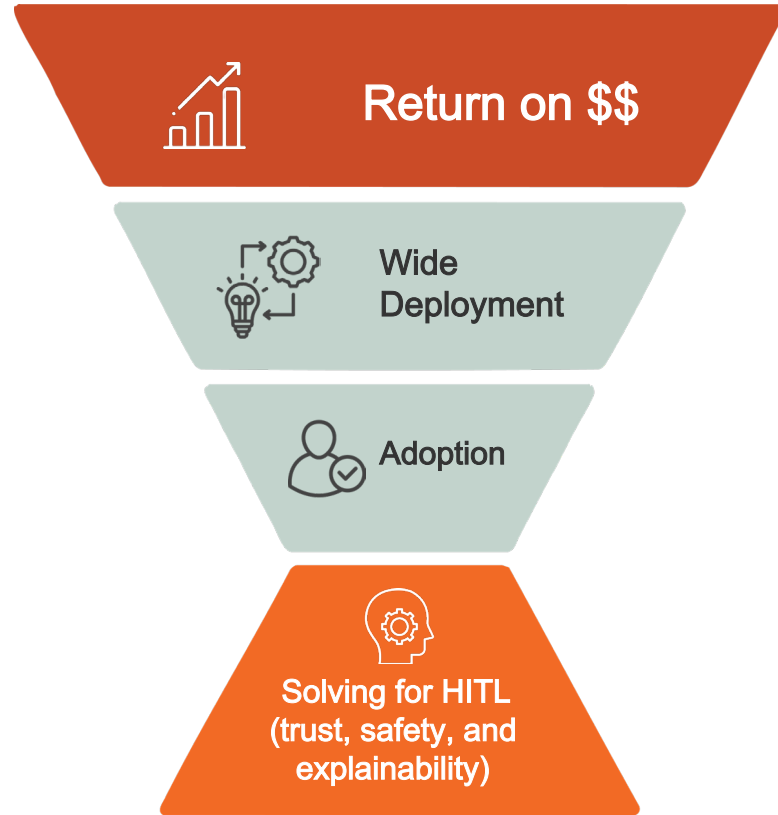 Return on $$
Wide
Deployment
Adoption
Solving for HITL
(trust, safety, and
explainability)